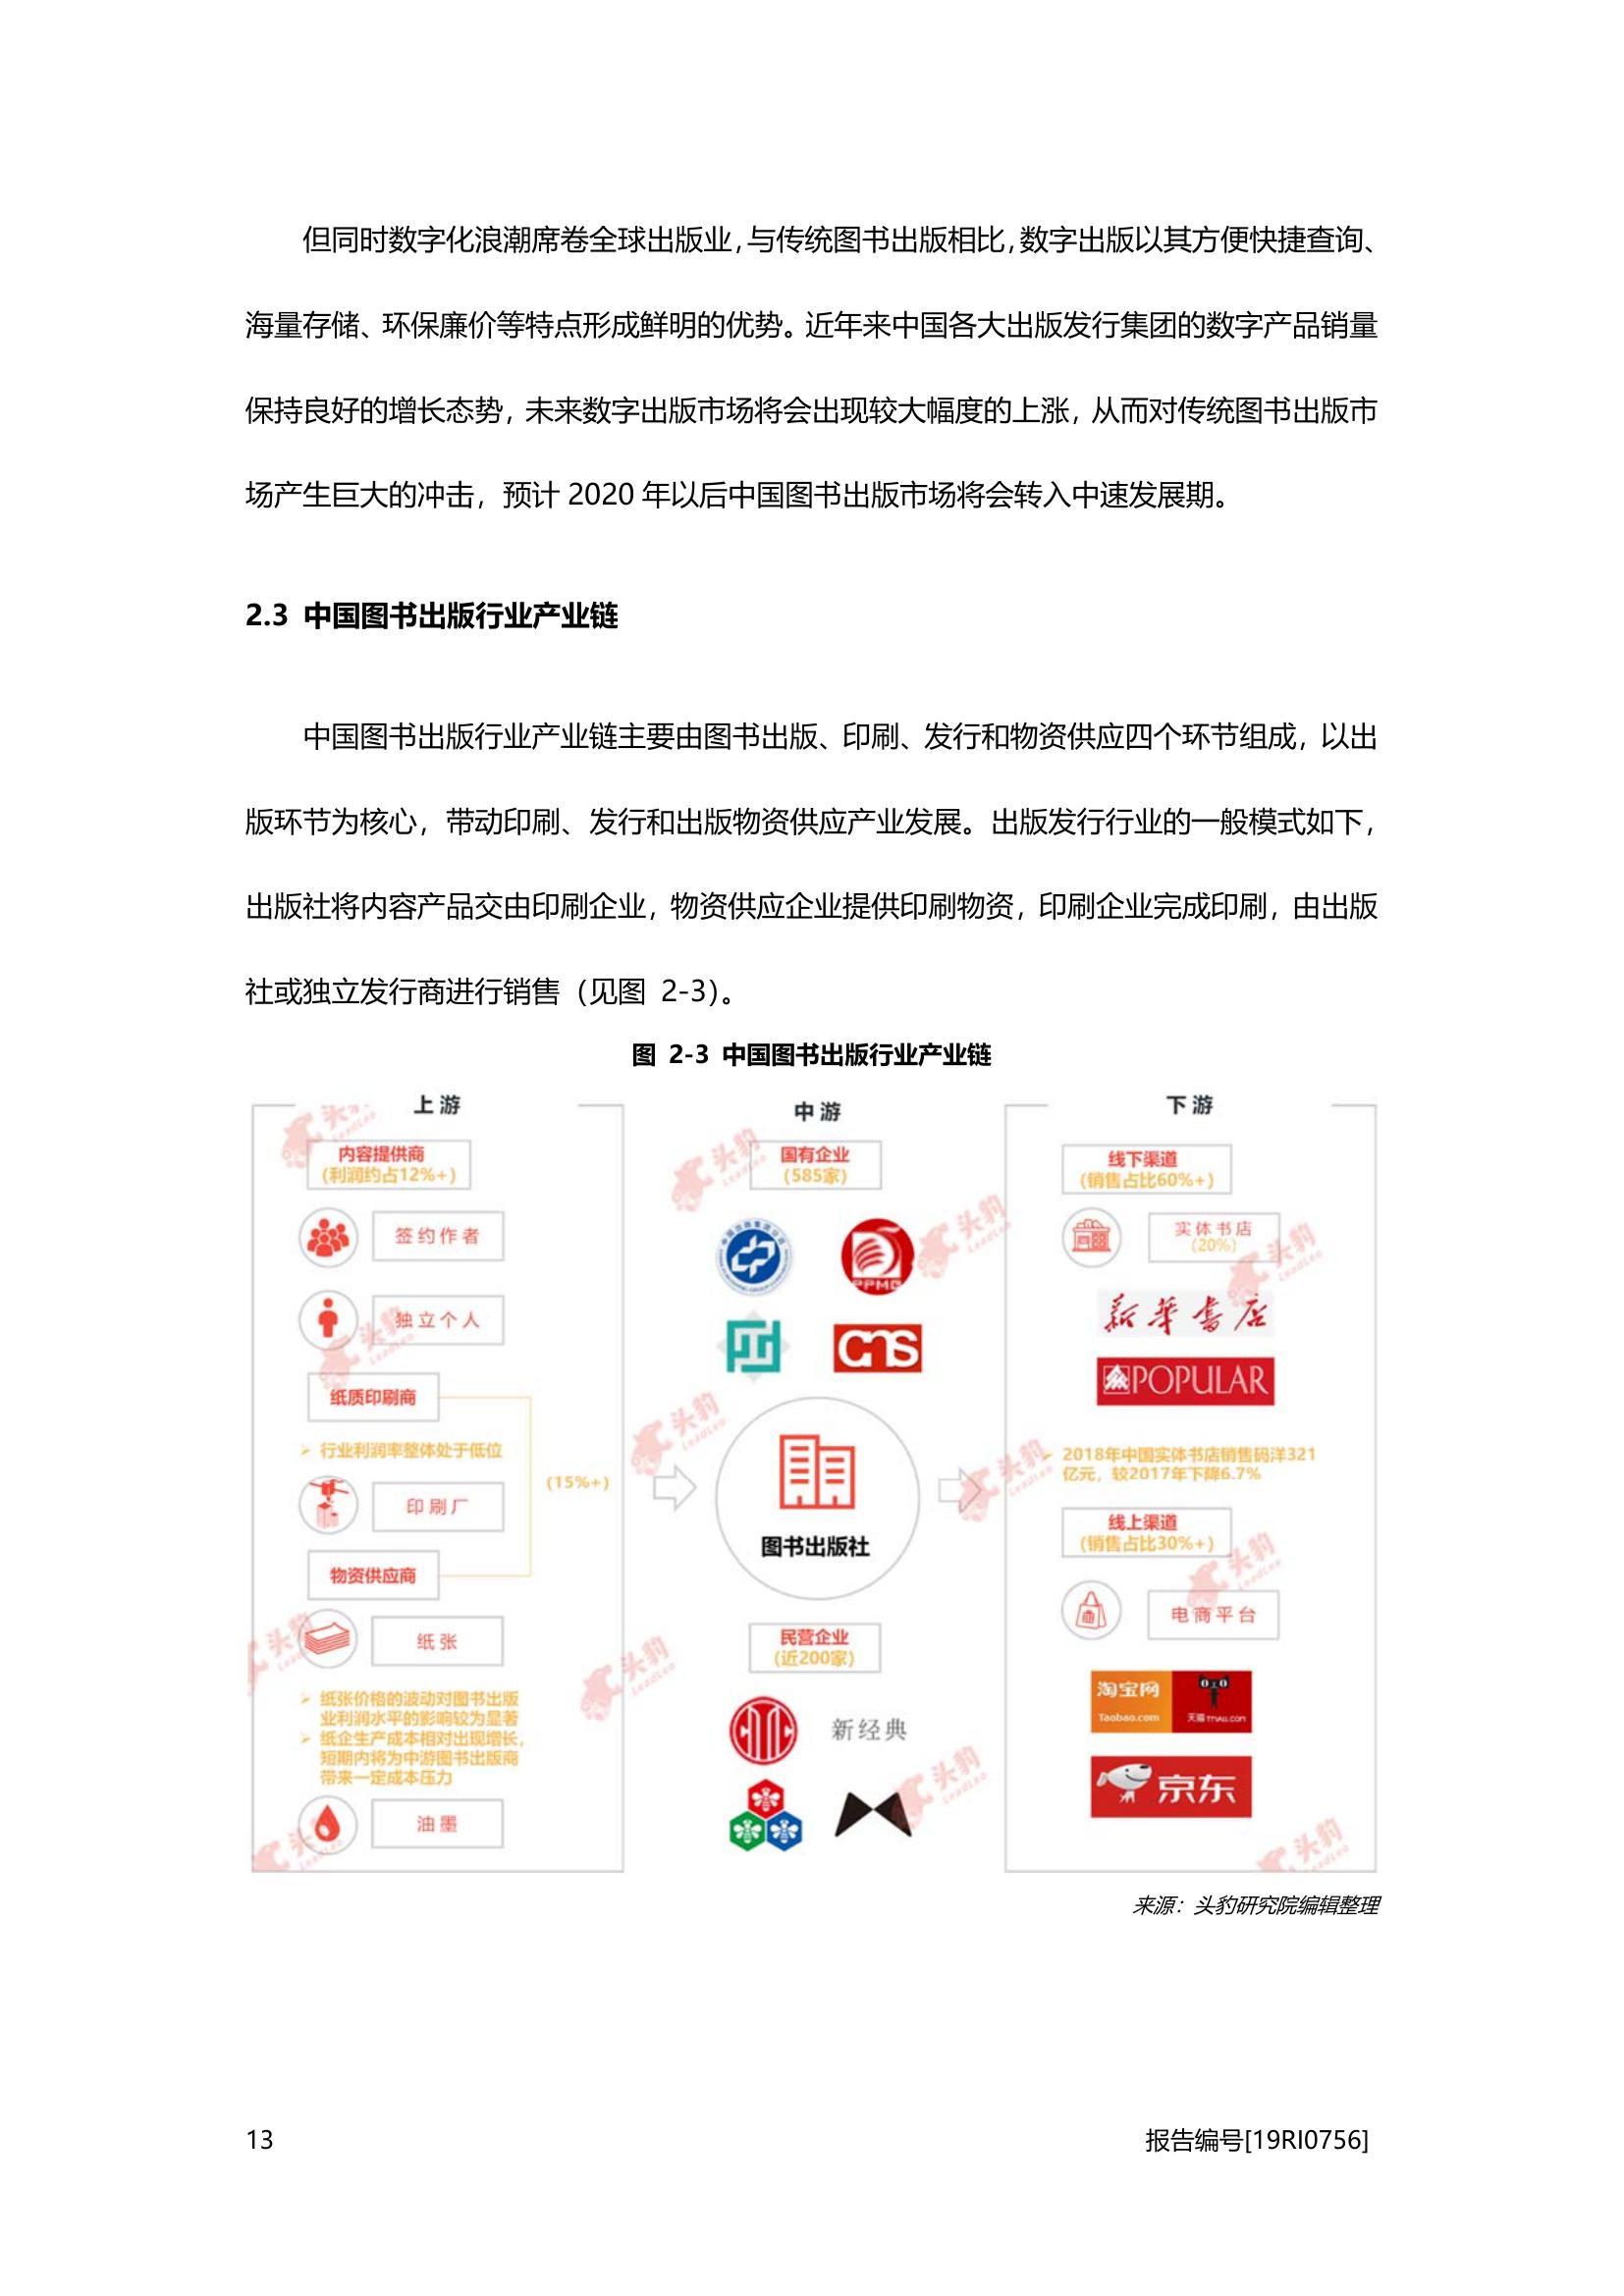 但同时数字化浪潮席卷全球出版业，与传统图书出版相比，数字出版以其方便快捷查询、
海量存储、环保廉价等特点形成鲜明的优势。近年来中国各大出版发行集团的数字产品销量
保持良好的增长态势，未来数字出版市场将会出现较大幅度的上涨，从而对传统图书出版市
场产生巨大的冲击，预计 2020 年以后中国图书出版市场将会转入中速发展期。
2.3 中国图书出版行业产业链
中国图书出版行业产业链主要由图书出版、印刷、发行和物资供应四个环节组成，以出
版环节为核心，带动印刷、发行和出版物资供应产业发展。出版发行行业的一般模式如下，
出版社将内容产品交由印刷企业，物资供应企业提供印刷物资，印刷企业完成印刷，由出版
社或独立发行商进行销售（见图 2-3）。
图 2-3 中国图书出版行业产业链
上游
内容提供商
(利润约占12%+)
签约作者
独立个人
纸质印刷商
行业利润率整体处于低位
(15%+)
印刷厂
物资供应商
纸张
纸张价格的波动对图书出版
业利润水平的影响较为显著
纸企生产成本相对出现增长，
短期内将为中游图书出版商
带来一定成本压力
油墨
中游
国有企业
(585家)
PPMG
CNS
图书出版社
民营企业
(近200家)
新经典
下游
线下渠道
(销售占比60%+)
实体书店
(20%)
新华书店
POPULAR
2018年中国实体书店销售码洋321
亿元，较2017年下降6.7%
线上渠道
(销售占比30%+)
电商平台
淘宝网
Taobao.com
天猫 TMALL.COM
京东
头豹
LeadLeo
来源：头豹研究院编辑整理
13
报告编号[19RI0756]